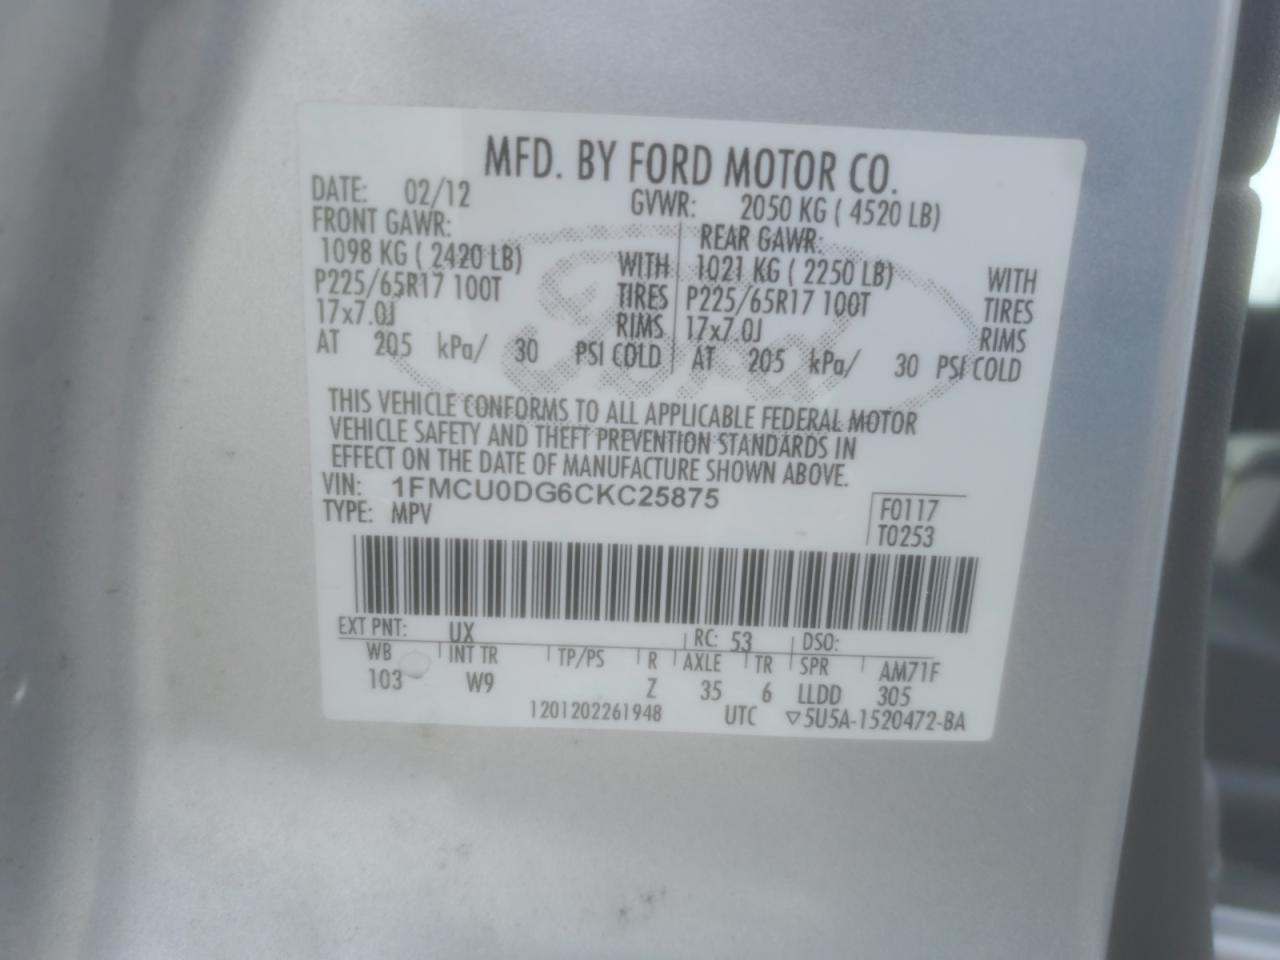 MFD. BY FORD MOTOR CO.
DATE: 02/12 GVWR: 2050 KG ( 4520 LB)
FRONT GAWR: REAR GAWR:
1098 KG ( 2420 LB) WITH 1021 KG ( 2250 LB) WITH
P225/65R17 100T TIRES P225/65R17 100T TIRES
17x7.0J RIMS 17x7.0J RIMS
AT 205 kPa/ 30 PSI COLD AT 205 kPa/ 30 PSI COLD
Ford
THIS VEHICLE CONFORMS TO ALL APPLICABLE FEDERAL MOTOR
VEHICLE SAFETY AND THEFT PREVENTION STANDARDS IN
EFFECT ON THE DATE OF MANUFACTURE SHOWN ABOVE.
VIN: 1FMCU0DG6CKC25875
TYPE: MPV
F0117
T0253
EXT PNT: UX RC: 53 DSO:
WB INT TR TP/PS R AXLE TR SPR AM71F
103 W9 Z 35 6 LLDD 305
1201202261948 UTC ▽5U5A-1520472-BA